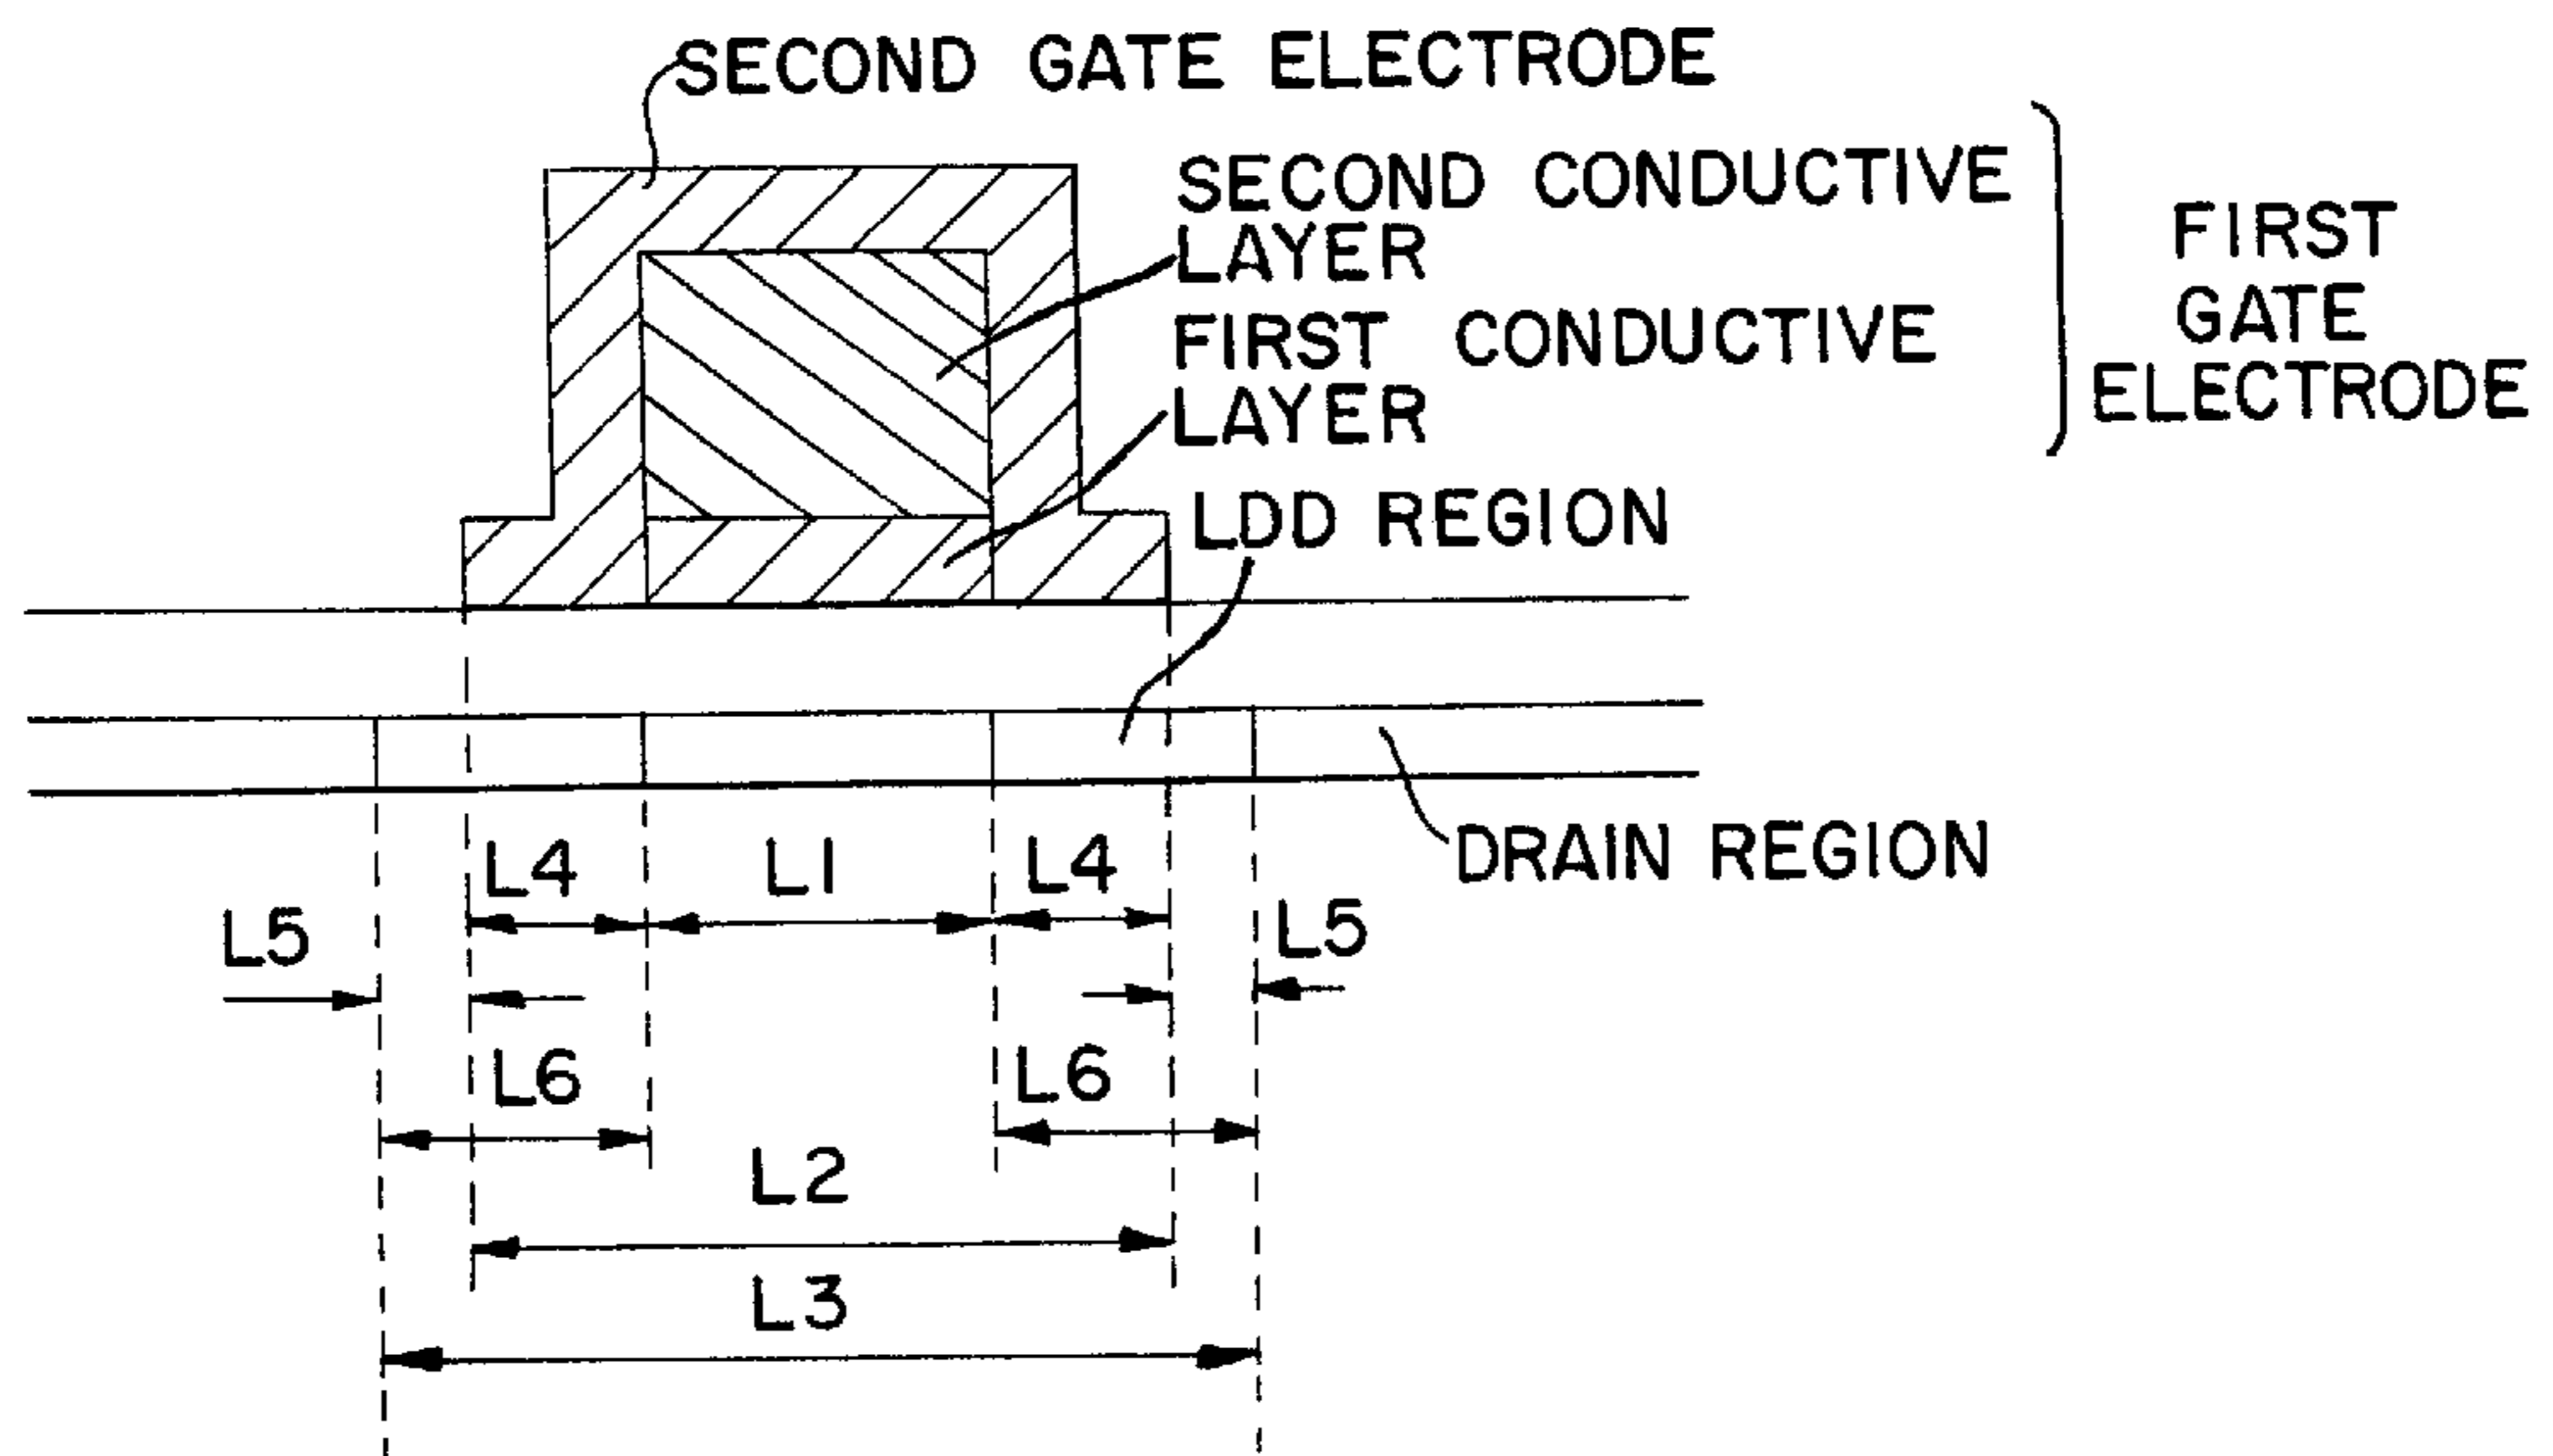 SECOND GATE ELECTRODE
SECOND CONDUCTIVE
LAYER
FIRST CONDUCTIVE
LAYER
FIRST
GATE
ELECTRODE
LDD REGION
DRAIN REGION
L4
L1
L4
L5
L5
L6
L6
L2
L3